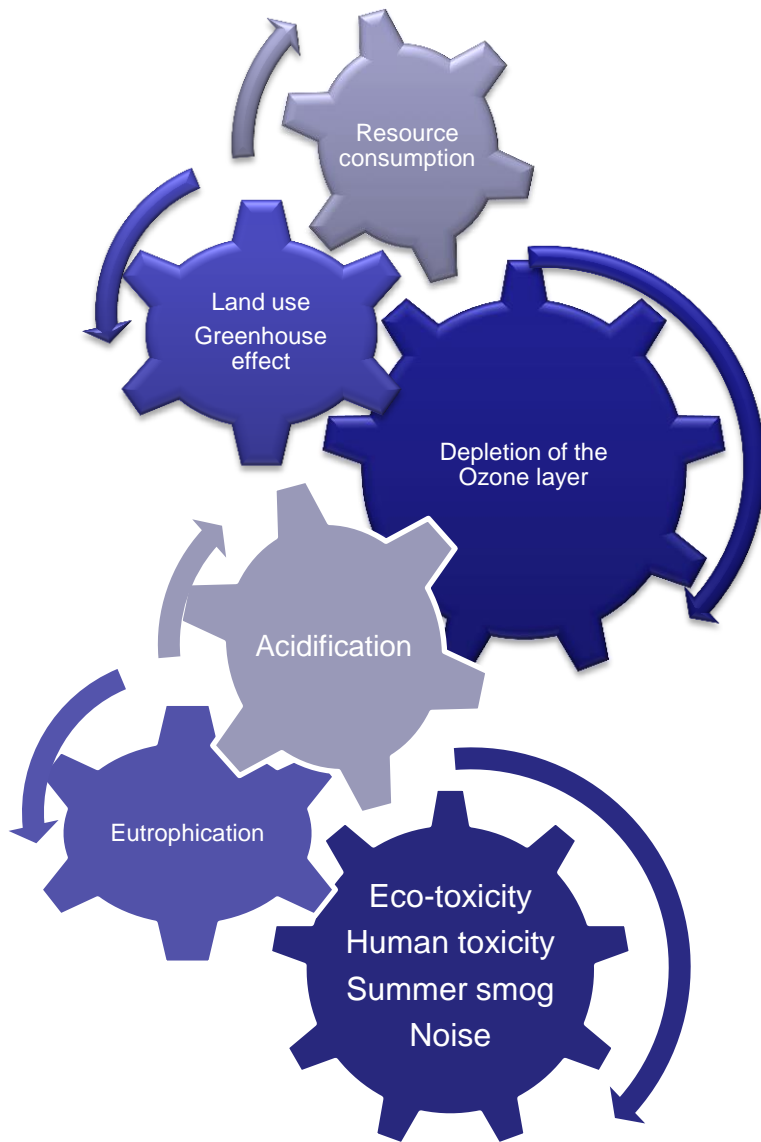 Resource
consumption
Land use
Greenhouse
effect
Depletion of the
Ozone layer
Acidification
Eutrophication
Eco-toxicity
Human toxicity
Summer smog
Noise